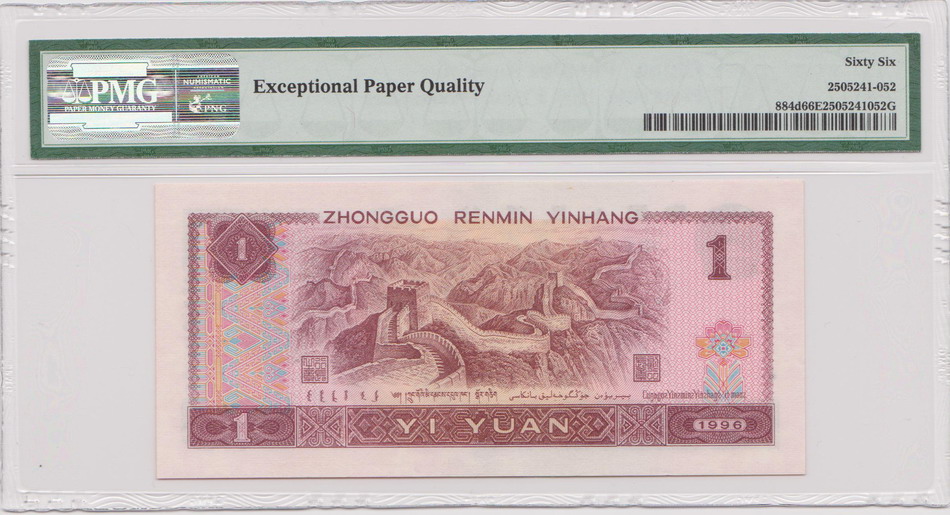 PMG
PAPER MONEY GUARANTY
NUMISMATIC
PNG
Exceptional Paper Quality
Sixty Six
2505241-052
884d66E2505241052G
ZHONGGUO RENMIN YINHANG
1
1
1
YI YUAN
1996